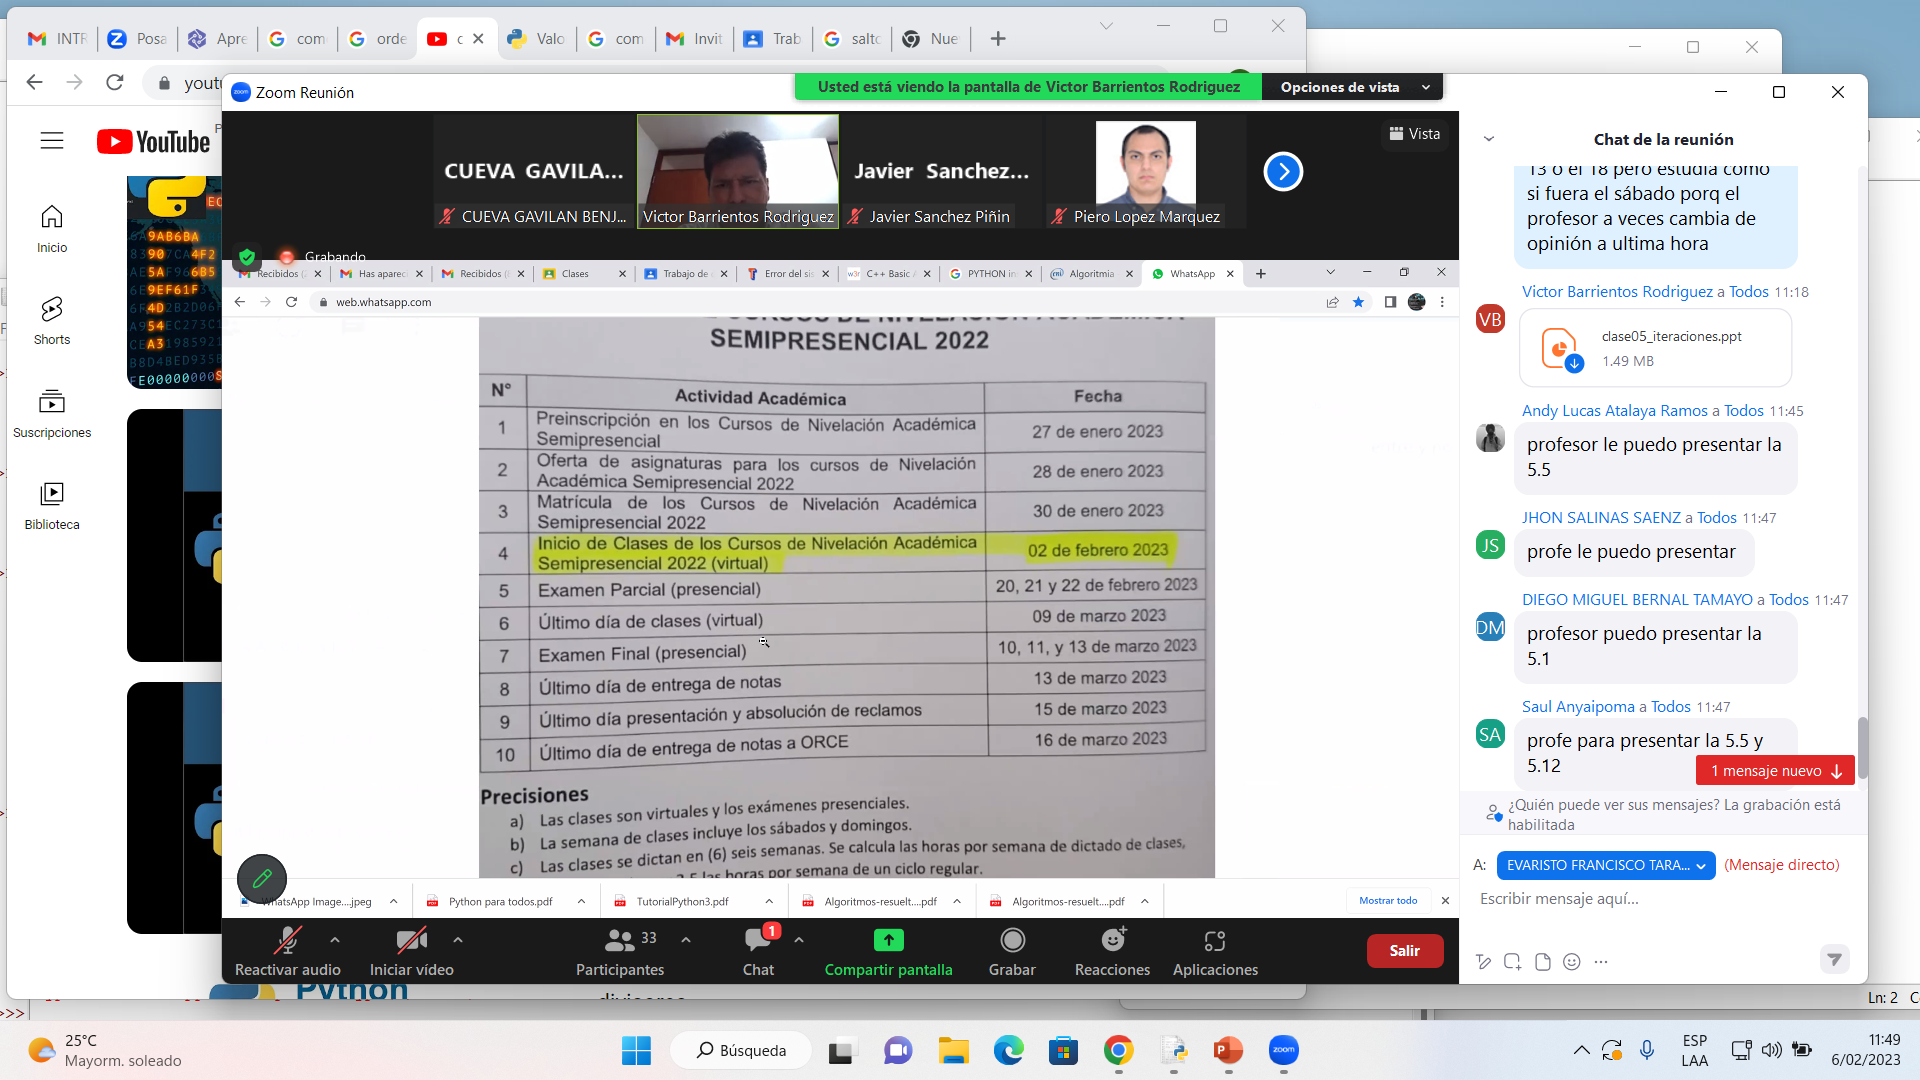 INTR
Posa
Apre
com
orde
c
Valo
com
Invit
Trab
salto
Nue
Zoom Reunión
Usted está viendo la pantalla de Victor Barrientos Rodriguez
Opciones de vista
YouTube
Inicio
Shorts
Suscripciones
Biblioteca
CUEVA GAVILA...
Javier Sanchez...
CUEVA GAVILAN BENJ...
Victor Barrientos Rodriguez
Javier Sanchez Piñin
Piero Lopez Marquez
Vista
Grabando
Recibidos (
Has apareci
Recibidos (
Clases
Trabajo de
Error del si
C++ Basic
PYTHON in
Algoritmia
WhatsApp
web.whatsapp.com
SEMIPRESENCIAL 2022
N° Actividad Académica Fecha
1 Preinscripción en los Cursos de Nivelación Académica Semipresencial 27 de enero 2023
2 Oferta de asignaturas para los cursos de Nivelación Académica Semipresencial 2022 28 de enero 2023
3 Matrícula de los Cursos de Nivelación Académica Semipresencial 2022 30 de enero 2023
4 Inicio de Clases de los Cursos de Nivelación Académica Semipresencial 2022 (virtual) 02 de febrero 2023
5 Examen Parcial (presencial) 20, 21 y 22 de febrero 2023
6 Último día de clases (virtual) 09 de marzo 2023
7 Examen Final (presencial) 10, 11, y 13 de marzo 2023
8 Último día de entrega de notas 13 de marzo 2023
9 Último día presentación y absolución de reclamos 15 de marzo 2023
10 Último día de entrega de notas a ORCE 16 de marzo 2023
Precisiones
a) Las clases son virtuales y los exámenes presenciales.
b) La semana de clases incluye los sábados y domingos.
c) Las clases se dictan en (6) seis semanas. Se calcula las horas por semana de dictado de clases,
las horas por semana de un ciclo regular.
WhatsApp Image....jpeg
Python para todos.pdf
TutorialPython3.pdf
Algoritmos-resuelt....pdf
Algoritmos-resuelt....pdf
Mostrar todo
Reactivar audio
Iniciar vídeo
33
Participantes
1
Chat
Compartir pantalla
Grabar
Reacciones
Aplicaciones
Salir
Chat de la reunión
13 o el 18 pero estudia como
si fuera el sábado porq el
profesor a veces cambia de
opinión a ultima hora
Victor Barrientos Rodriguez a Todos 11:18
VB
clase05_iteraciones.ppt
1.49 MB
Andy Lucas Atalaya Ramos a Todos 11:45
profesor le puedo presentar la
5.5
JHON SALINAS SAENZ a Todos 11:47
JS
profe le puedo presentar
DIEGO MIGUEL BERNAL TAMAYO a Todos 11:47
DM
profesor puedo presentar la
5.1
Saul Anyaipoma a Todos 11:47
SA
profe para presentar la 5.5 y
5.12
1 mensaje nuevo
¿Quién puede ver sus mensajes? La grabación está
habilitada
A: EVARISTO FRANCISCO TARA... (Mensaje directo)
Escribir mensaje aquí...
Python
>>>
Ln: 2
25°C
Mayorm. soleado
Búsqueda
ESP
LAA
11:49
6/02/2023